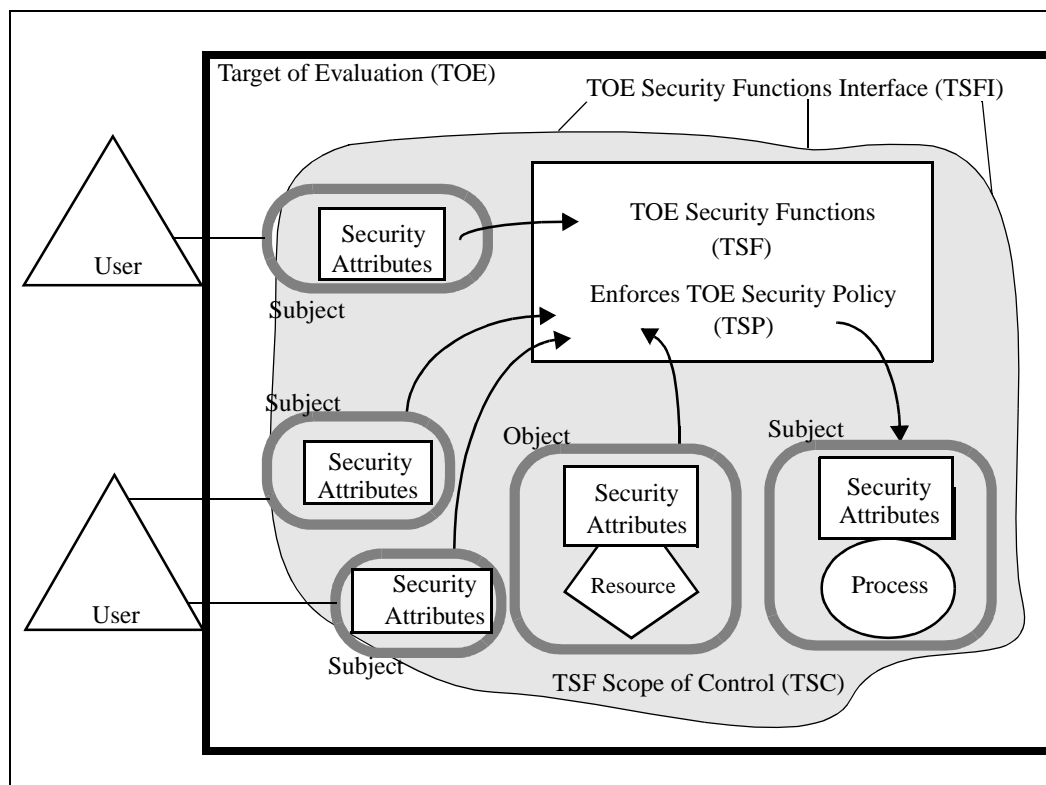 Target of Evaluation (TOE)
TOE Security Functions Interface (TSFI)
User
Security
Attributes
Subject
TOE Security Functions
(TSF)
Enforces TOE Security Policy
(TSP)
Subject
Security
Attributes
User
Security
Attributes
Subject
Object
Security
Attributes
Resource
Subject
Security
Attributes
Process
TSF Scope of Control (TSC)